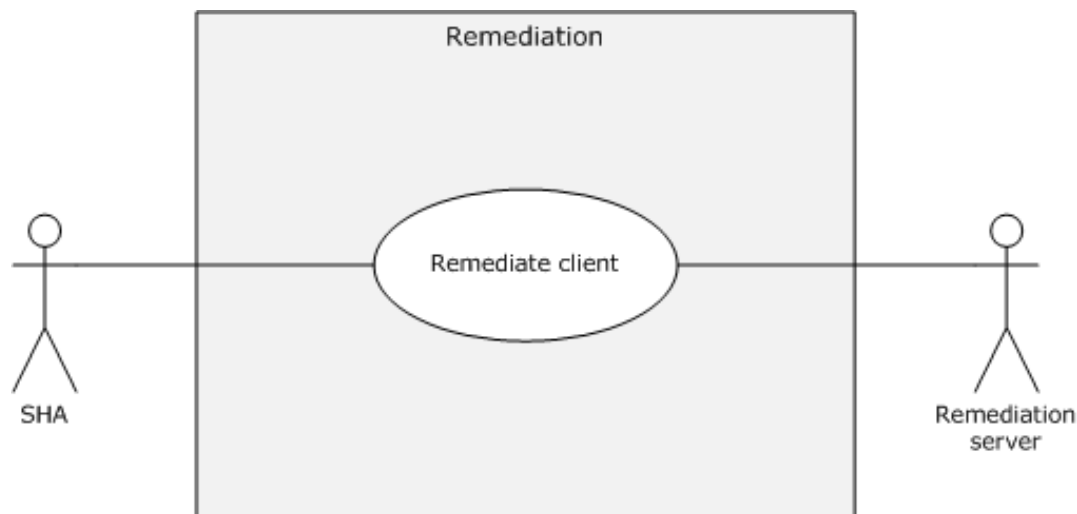 Remediation
Remediate client
SHA
Remediation
server